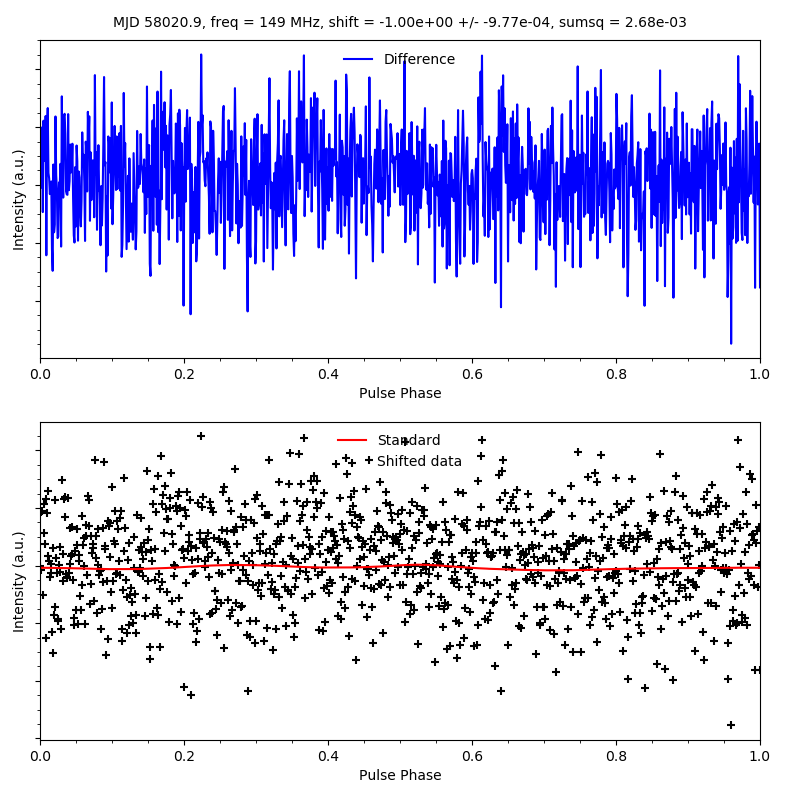 MJD 58020.9, freq = 149 MHz, shift = -1.00e+00 +/- -9.77e-04, sumsq = 2.68e-03
Difference
Intensity (a.u.)
0.0 0.2 0.4 0.6 0.8 1.0
Pulse Phase
Standard
Shifted data
Intensity (a.u.)
0.0 0.2 0.4 0.6 0.8 1.0
Pulse Phase